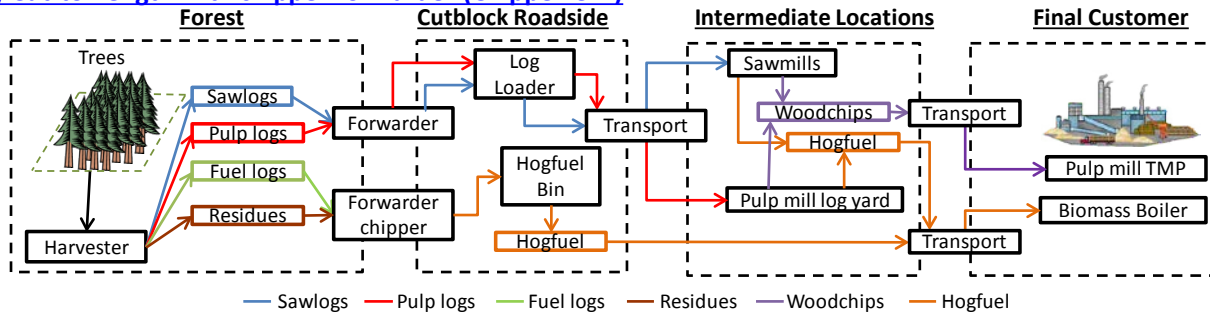 Forest
Cutblock Roadside
Intermediate Locations
Final Customer
Trees
Sawlogs
Pulp logs
Fuel logs
Residues
Harvester
Forwarder
Forwarder
chipper
Log
Loader
Hogfuel
Bin
Hogfuel
Transport
Sawmills
Woodchips
Hogfuel
Pulp mill log yard
Transport
Transport
Pulp mill TMP
Biomass Boiler
Sawlogs
Pulp logs
Fuel logs
Residues
Woodchips
Hogfuel